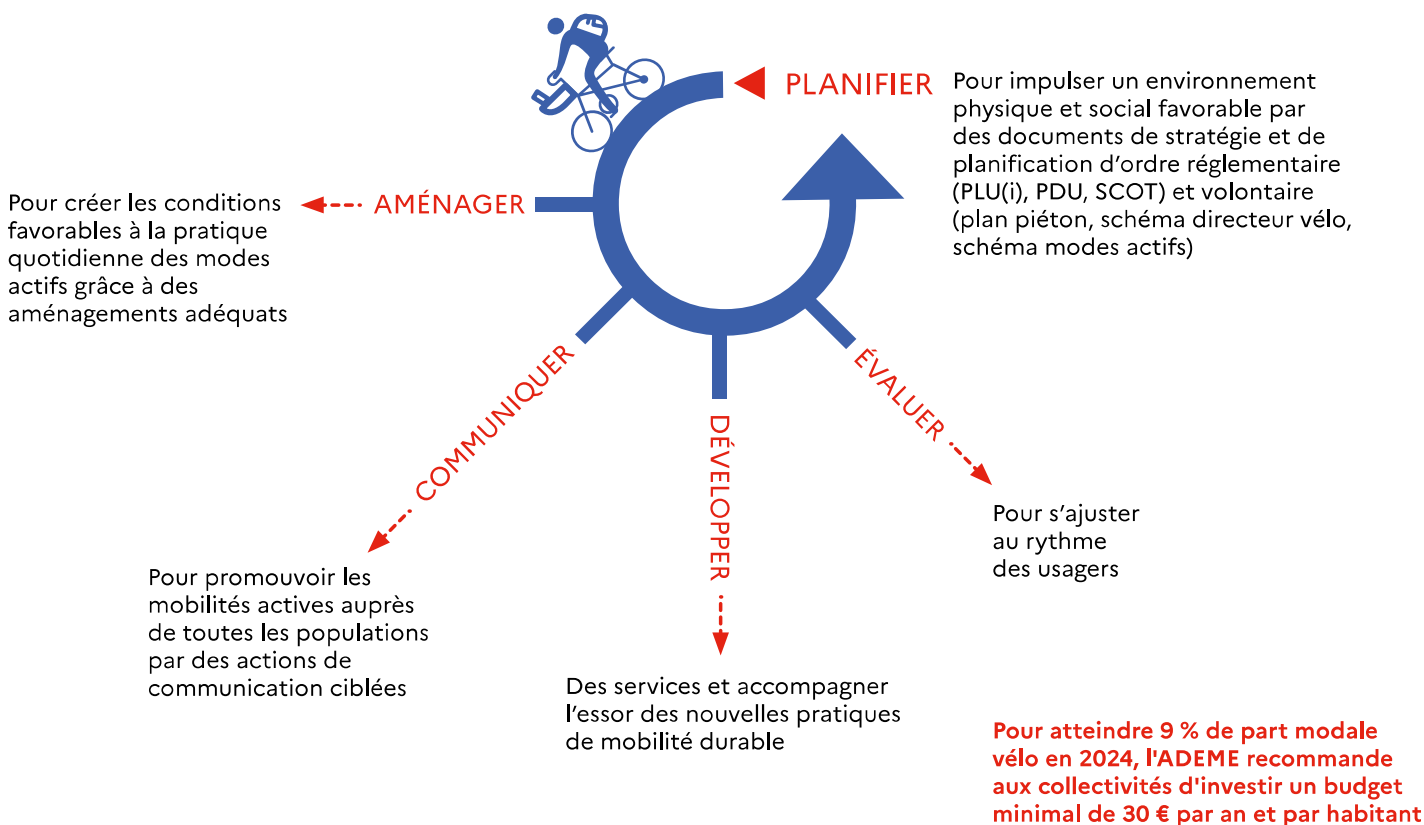 PLANIFIER
Pour impulser un environnement
physique et social favorable par
des documents de stratégie et de
planification d’ordre réglementaire
(PLU(i), PDU, SCOT) et volontaire
(plan piéton, schéma directeur vélo,
schéma modes actifs)
AMÉNAGER
Pour créer les conditions
favorables à la pratique
quotidienne des modes
actifs grâce à des
aménagements adéquats
COMMUNIQUER
Pour promouvoir les
mobilités actives auprès
de toutes les populations
par des actions de
communication ciblées
DÉVELOPPER
Des services et accompagner
l’essor des nouvelles pratiques
de mobilité durable
ÉVALUER
Pour s’ajuster
au rythme
des usagers
Pour atteindre 9 % de part modale
vélo en 2024, l'ADEME recommande
aux collectivités d'investir un budget
minimal de 30 € par an et par habitant